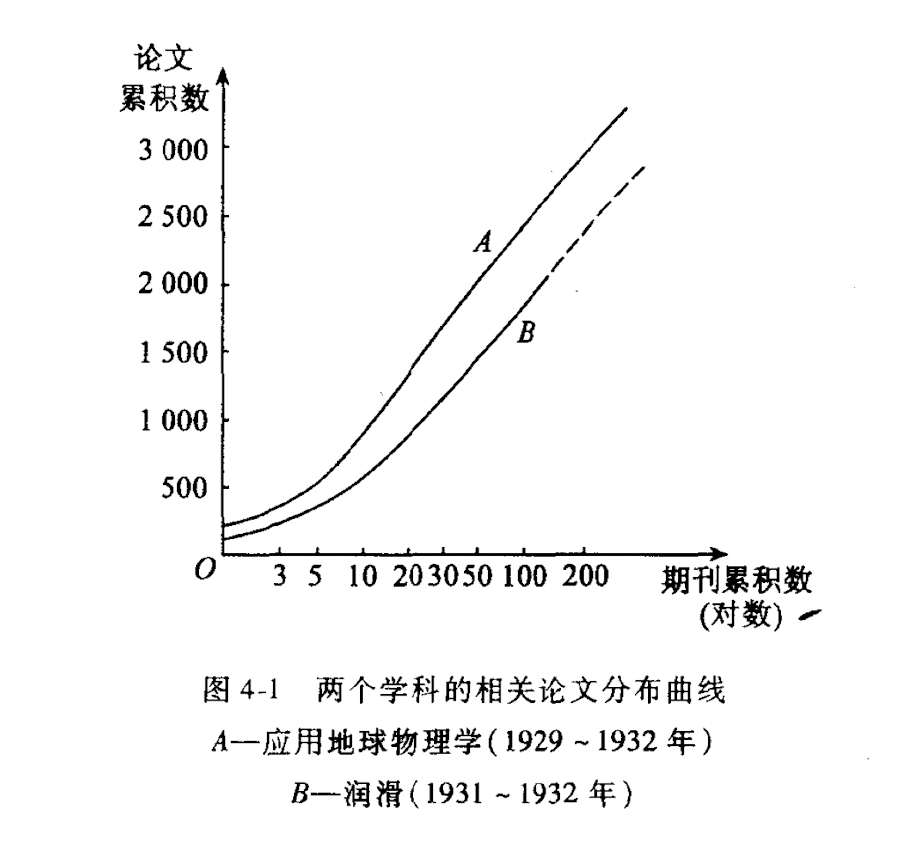 论文
累积数
3 000
2 500
2 000
1 500
1 000
500
A
B
O
3 5 10 20 30 50 100 200
期刊累积数
(对数)
图 4-1 两个学科的相关论文分布曲线
A—应用地球物理学(1929 ~ 1932 年)
B—润滑(1931 ~ 1932 年)